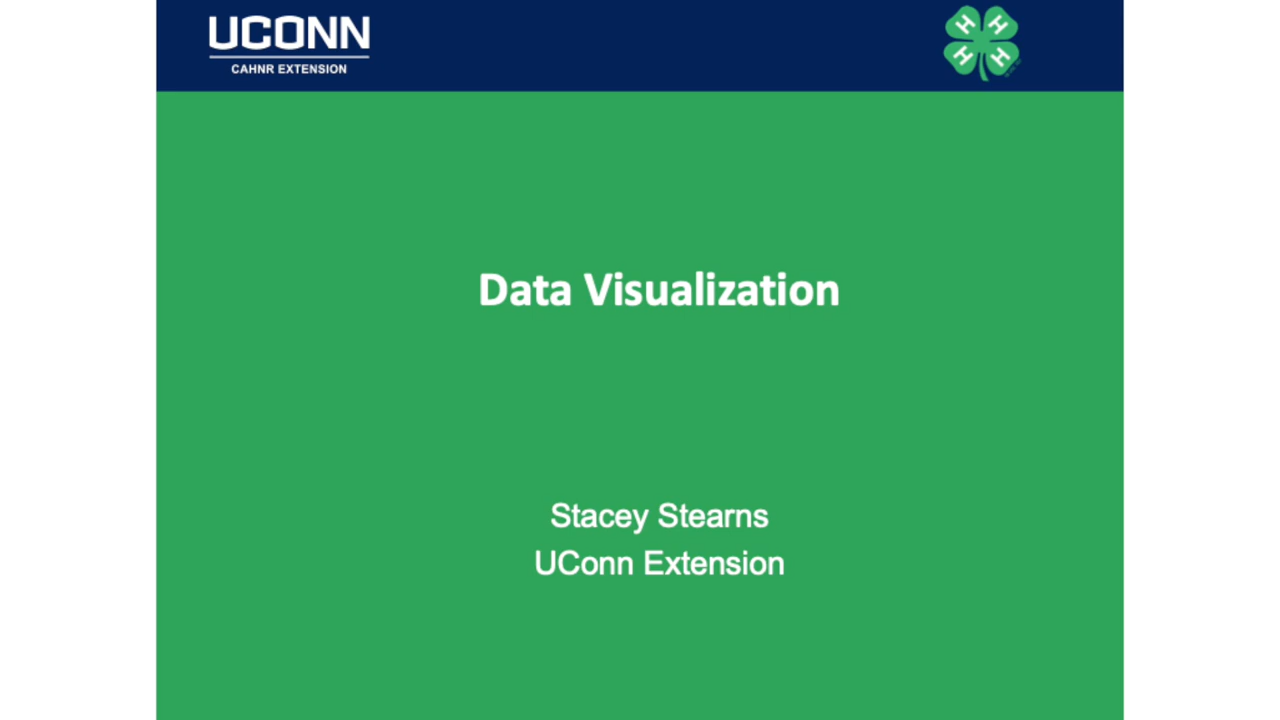 UCONN
CAHNR EXTENSION
H H
H H
Data Visualization
Stacey Stearns
UConn Extension